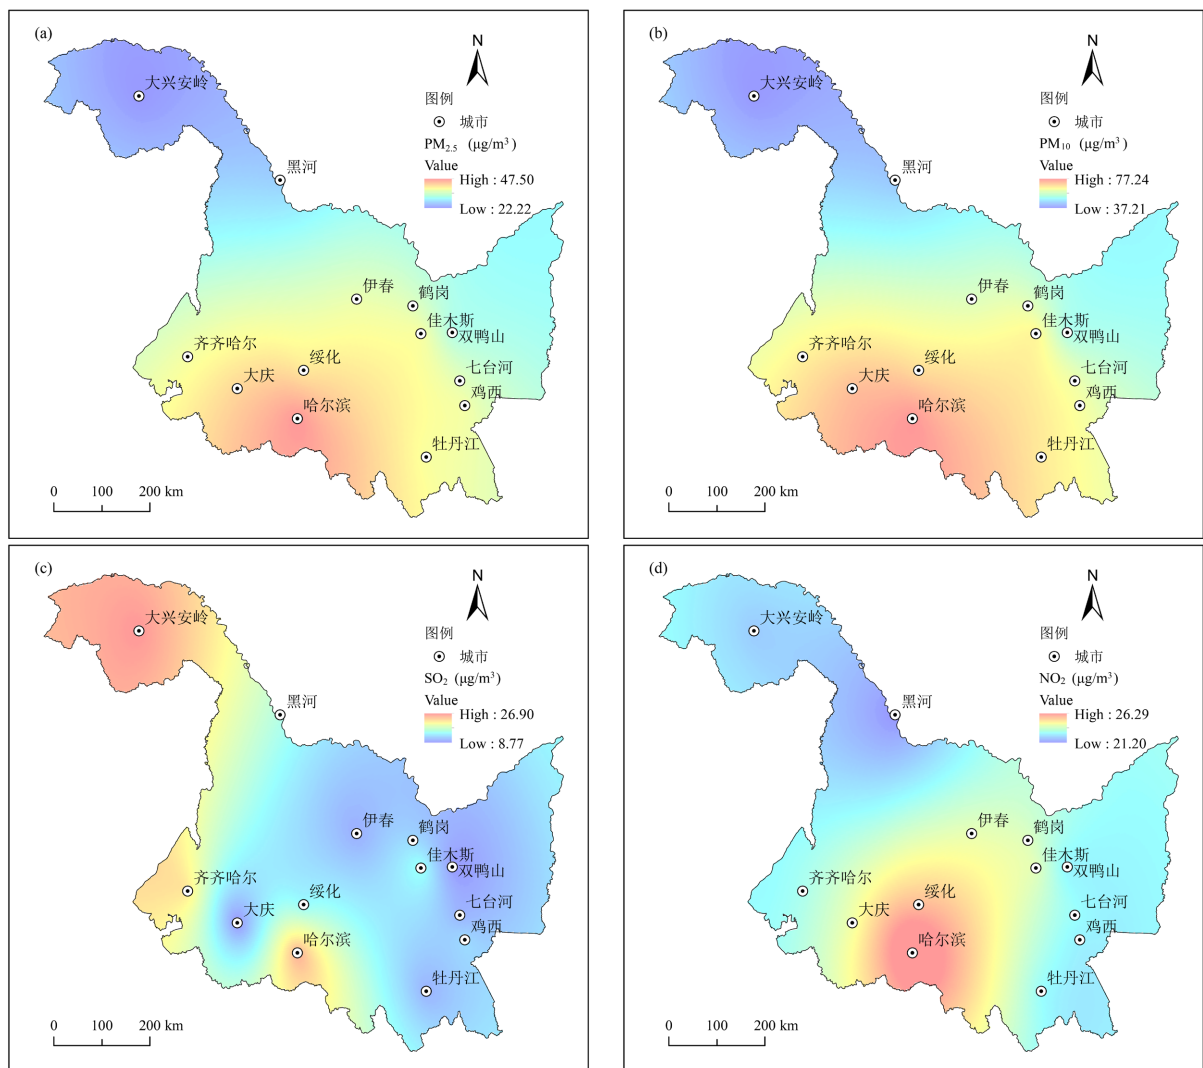 (a)
N
大兴安岭
图例
城市
PM2.5 (μg/m³)
Value
High : 47.50
Low : 22.22
黑河
伊春
鹤岗
佳木斯
双鸭山
齐齐哈尔
绥化
大庆
七台河
鸡西
哈尔滨
牡丹江
0 100 200 km
(b)
N
大兴安岭
图例
城市
PM10 (μg/m³)
Value
High : 77.24
Low : 37.21
黑河
伊春
鹤岗
佳木斯
双鸭山
齐齐哈尔
绥化
大庆
七台河
鸡西
哈尔滨
牡丹江
0 100 200 km
(c)
N
大兴安岭
图例
城市
SO2 (μg/m³)
Value
High : 26.90
Low : 8.77
黑河
伊春
鹤岗
佳木斯
双鸭山
齐齐哈尔
绥化
大庆
七台河
鸡西
哈尔滨
牡丹江
0 100 200 km
(d)
N
大兴安岭
图例
城市
NO2 (μg/m³)
Value
High : 26.29
Low : 21.20
黑河
伊春
鹤岗
佳木斯
双鸭山
齐齐哈尔
绥化
大庆
七台河
鸡西
哈尔滨
牡丹江
0 100 200 km